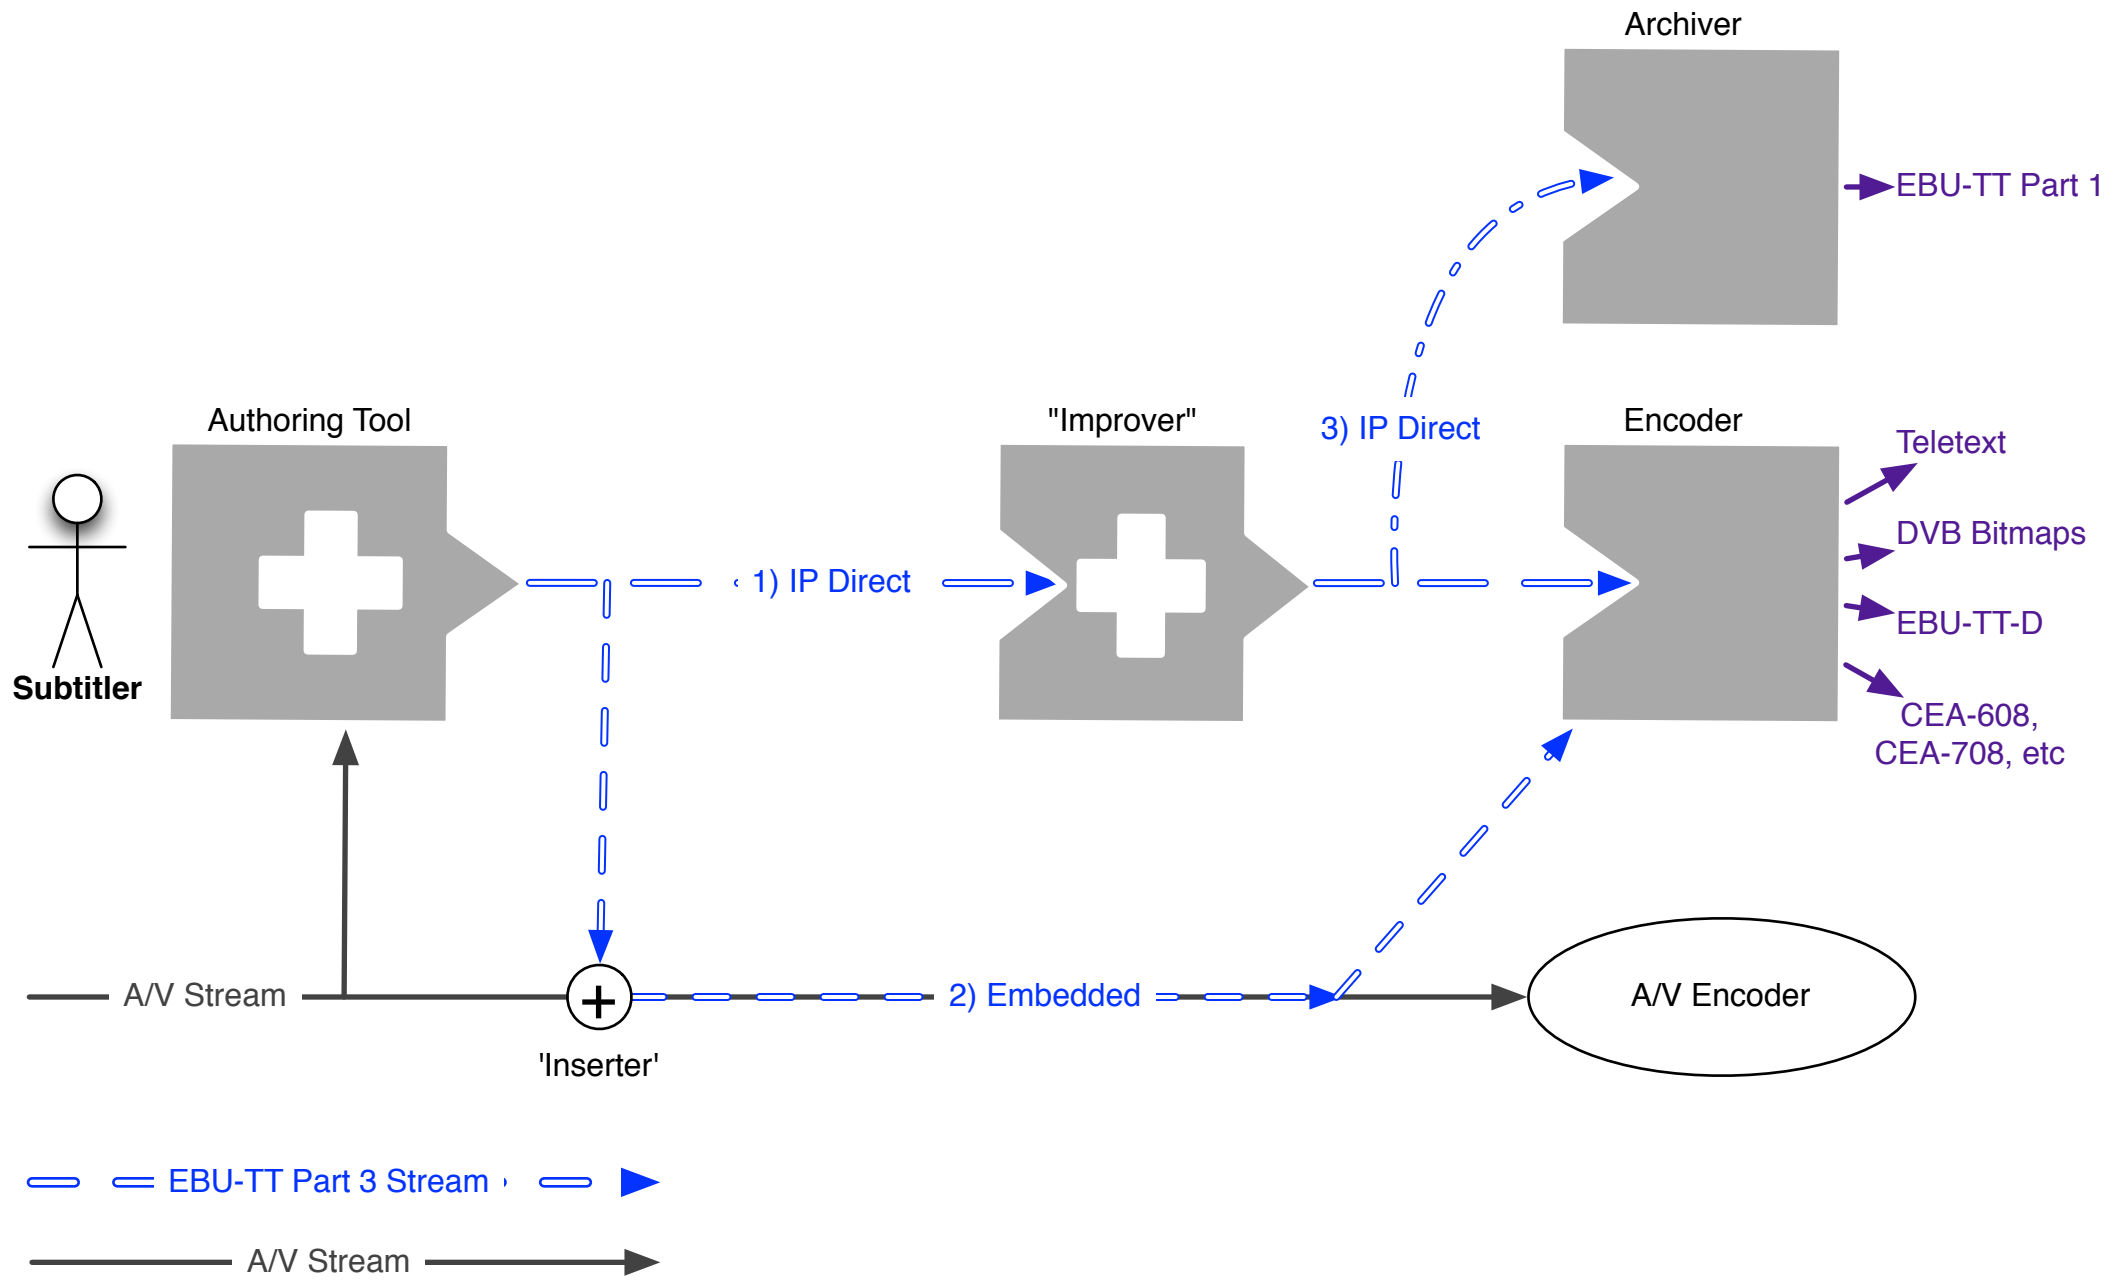 Archiver
EBU-TT Part 1
Authoring Tool
"Improver"
3) IP Direct
Encoder
Teletext
DVB Bitmaps
1) IP Direct
EBU-TT-D
Subtitler
CEA-608,
CEA-708, etc
A/V Stream
+
2) Embedded
A/V Encoder
'Inserter'
EBU-TT Part 3 Stream
A/V Stream